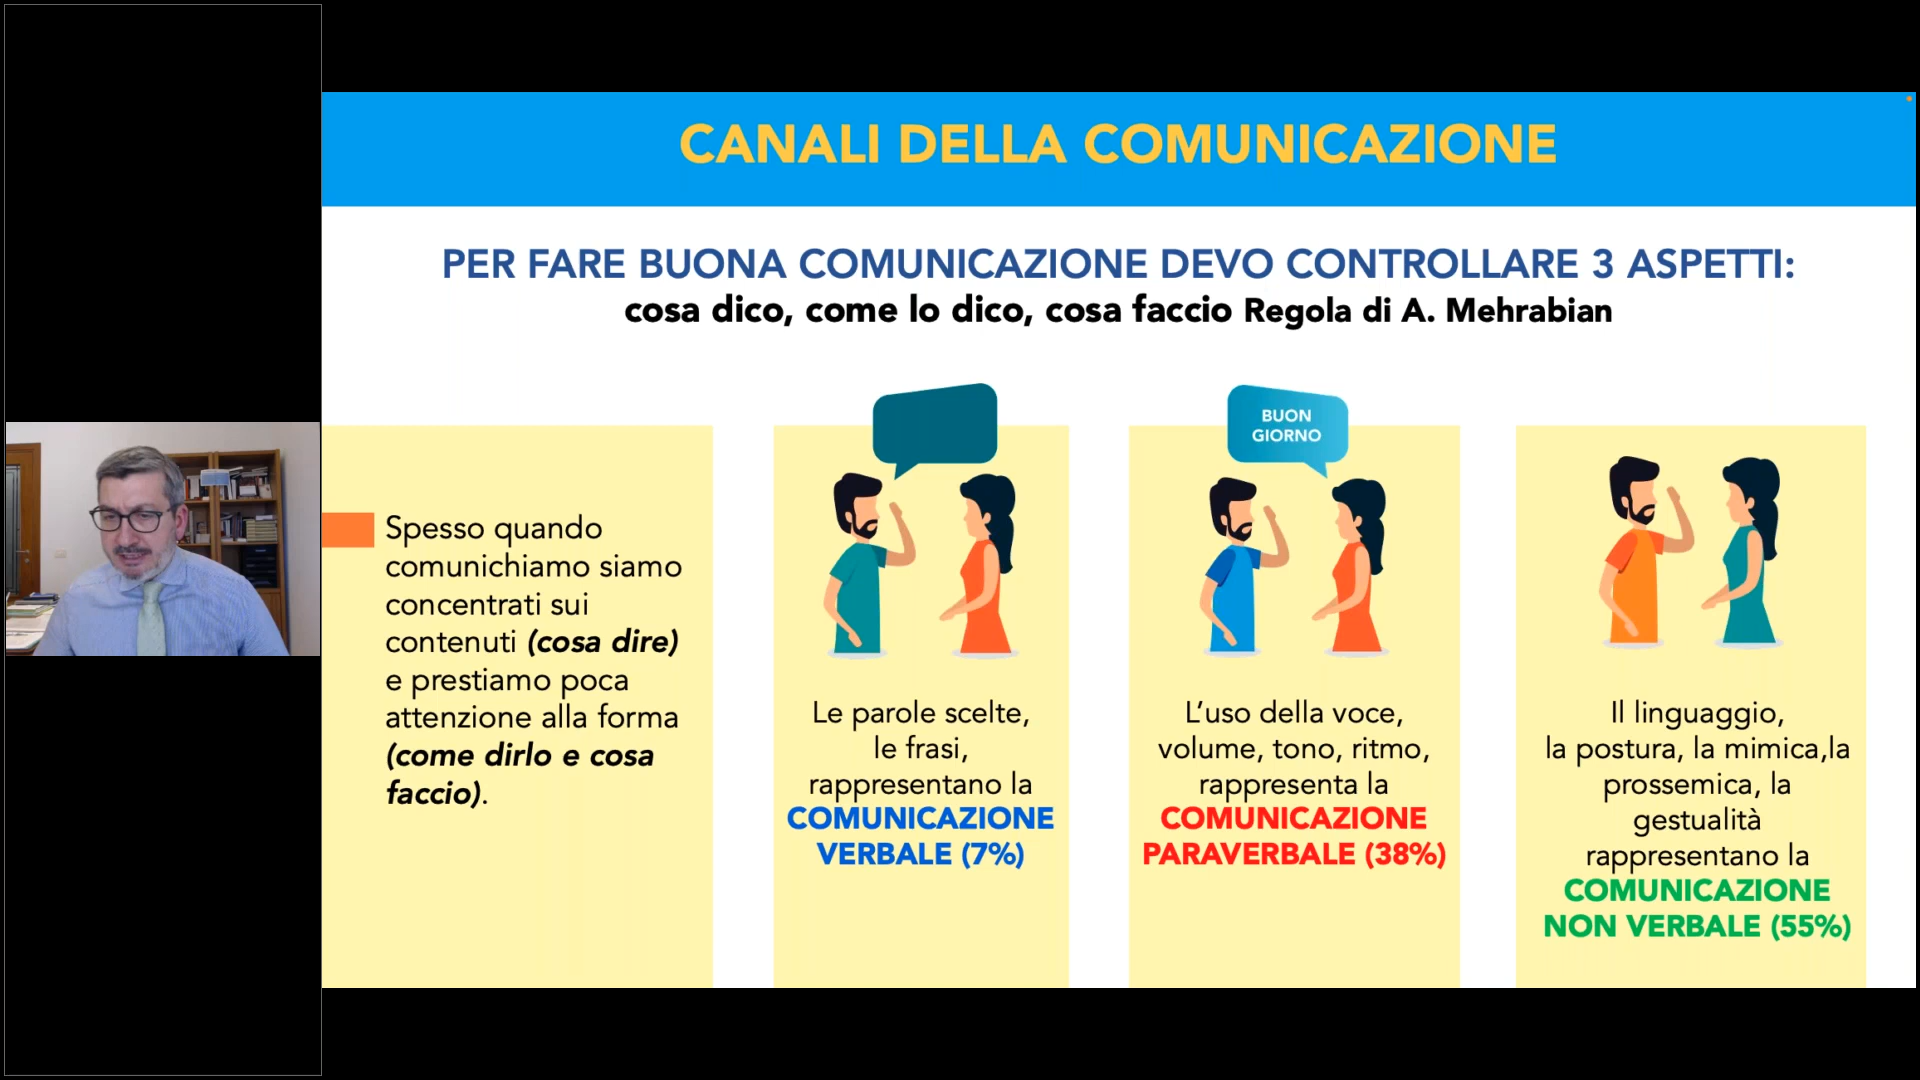 CANALI DELLA COMUNICAZIONE
PER FARE BUONA COMUNICAZIONE DEVO CONTROLLARE 3 ASPETTI:
cosa dico, come lo dico, cosa faccio Regola di A. Mehrabian
Spesso quando
comunichiamo siamo
concentrati sui
contenuti (cosa dire)
e prestiamo poca
attenzione alla forma
(come dirlo e cosa
faccio).
Le parole scelte,
le frasi,
rappresentano la
COMUNICAZIONE
VERBALE (7%)
BUON
GIORNO
L’uso della voce,
volume, tono, ritmo,
rappresenta la
COMUNICAZIONE
PARAVERBALE (38%)
Il linguaggio,
la postura, la mimica,la
prossemica, la
gestualità
rappresentano la
COMUNICAZIONE
NON VERBALE (55%)